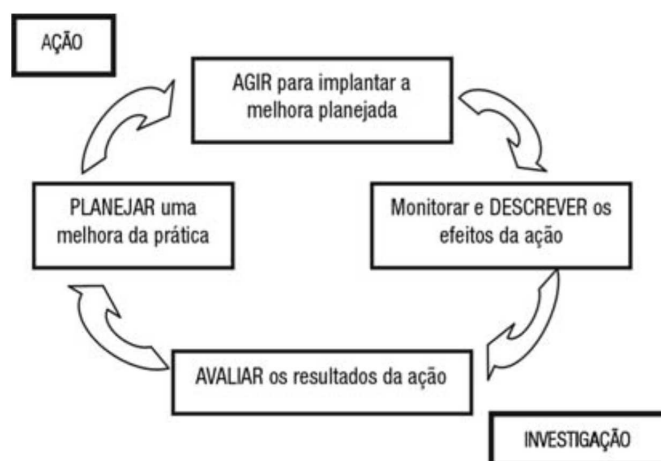 AÇÃO
AGIR para implantar a
melhora planejada
PLANEJAR uma
melhora da prática
Monitorar e DESCREVER os
efeitos da ação
AVALIAR os resultados da ação
INVESTIGAÇÃO